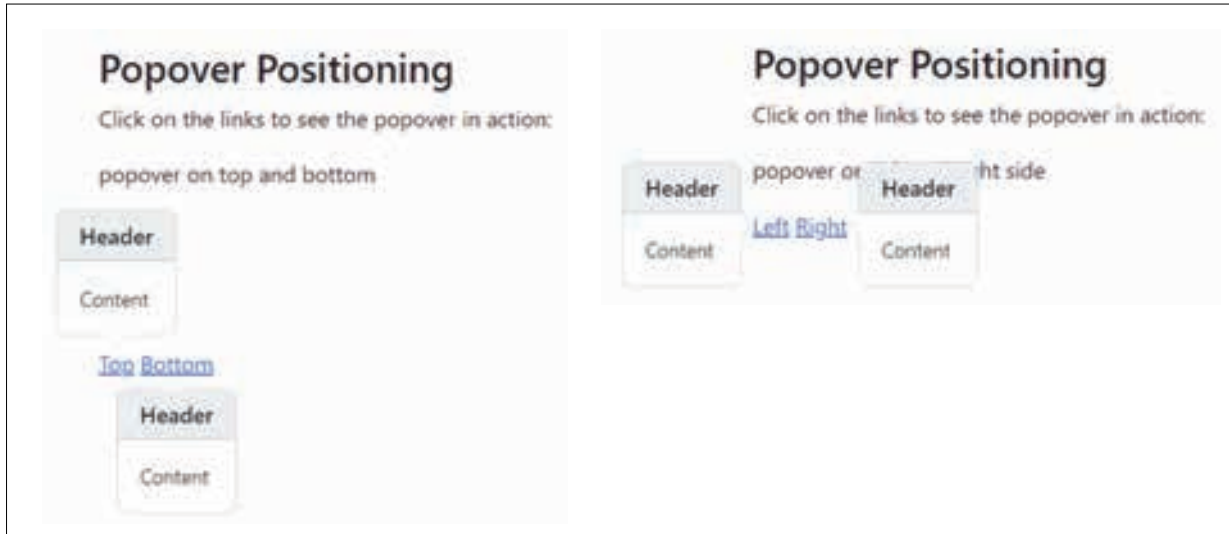 Popover Positioning
Click on the links to see the popover in action:
popover on top and bottom
Header
Content
Top Bottom
Header
Content
Popover Positioning
Click on the links to see the popover in action:
popover or ht side
Header
Content
Left Right
Header
Content